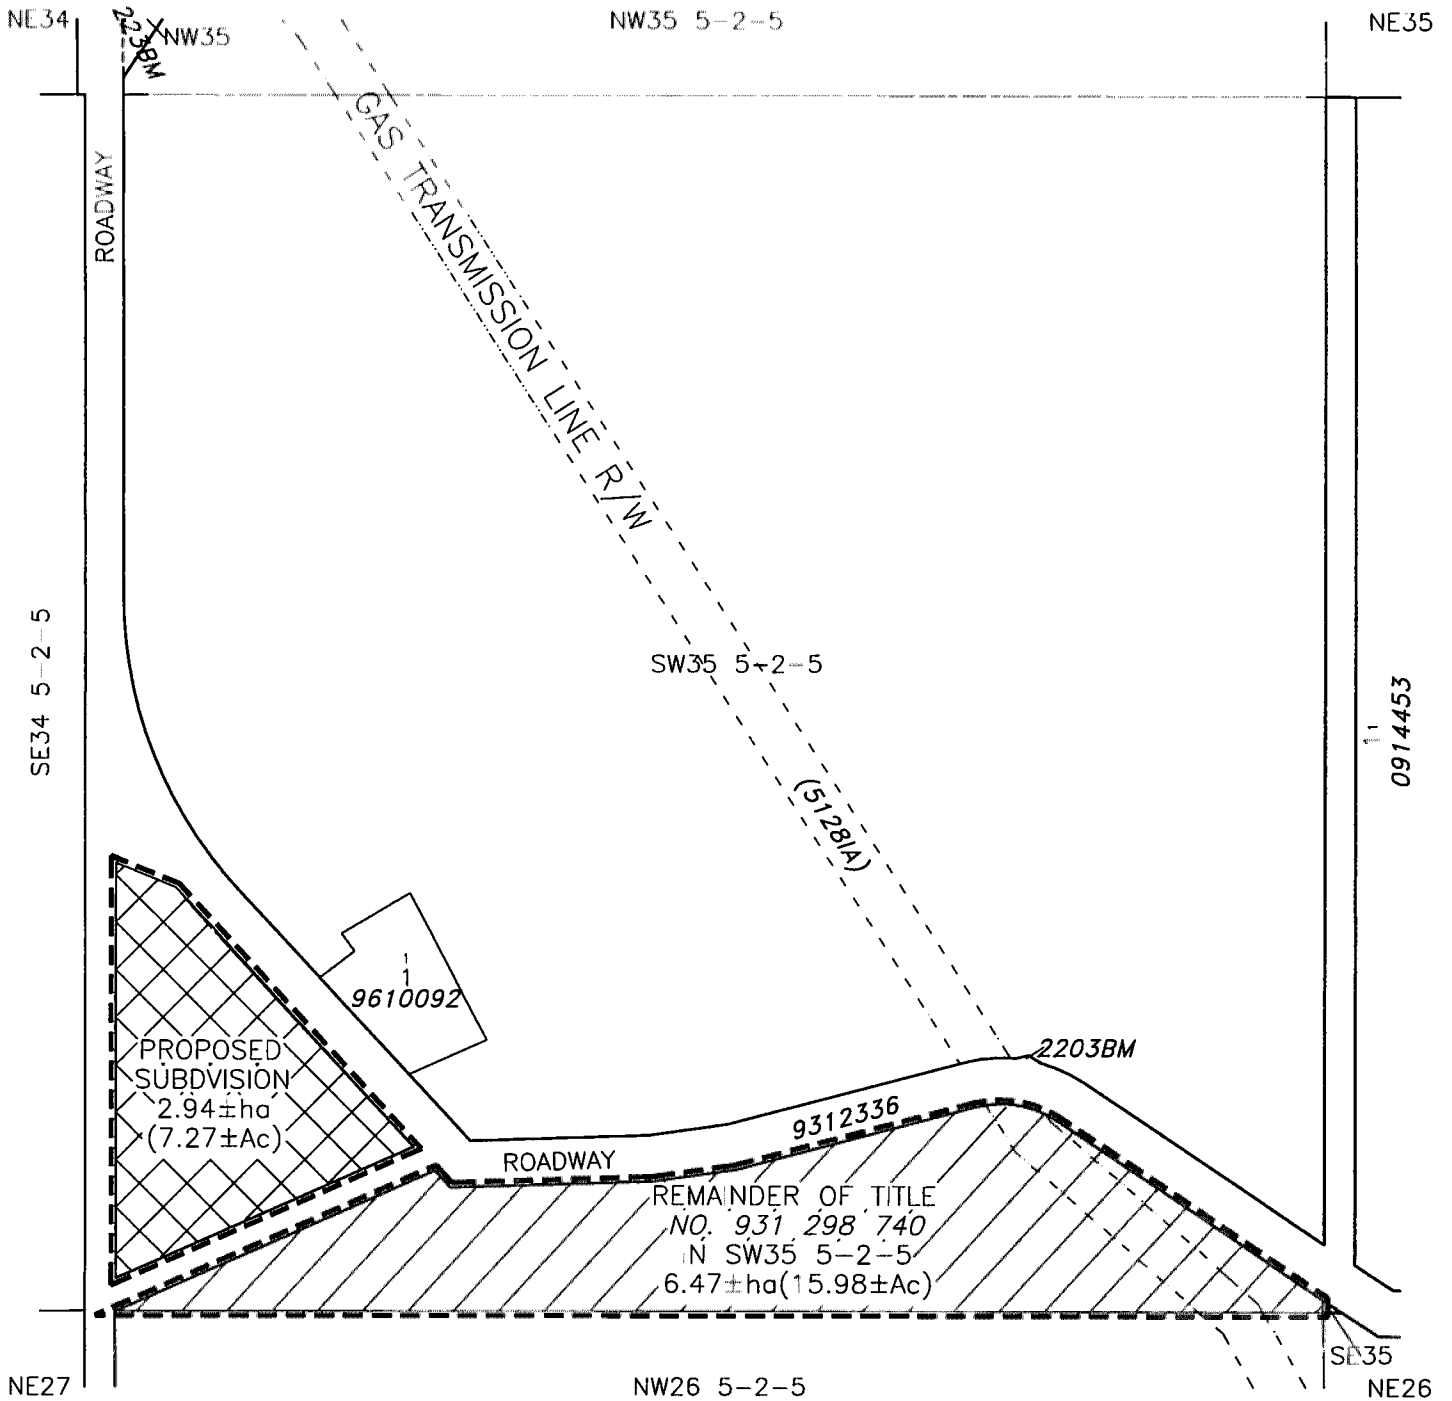 NE34
NW35
NW35 5-2-5
NE35
223BM
ROADWAY
GAS TRANSMISSION LINE R/W
SE34 5-2-5
SW35 5-2-5
(5128IA)
1
0914453
1
1
9610092
PROPOSED
SUBDVISION
2.94±ha
(7.27±Ac)
2203BM
9312336
ROADWAY
REMAINDER OF TITLE
NO. 931 298 740
IN SW35 5-2-5
6.47±ha(15.98±Ac)
SE35
NE27
NW26 5-2-5
NE26